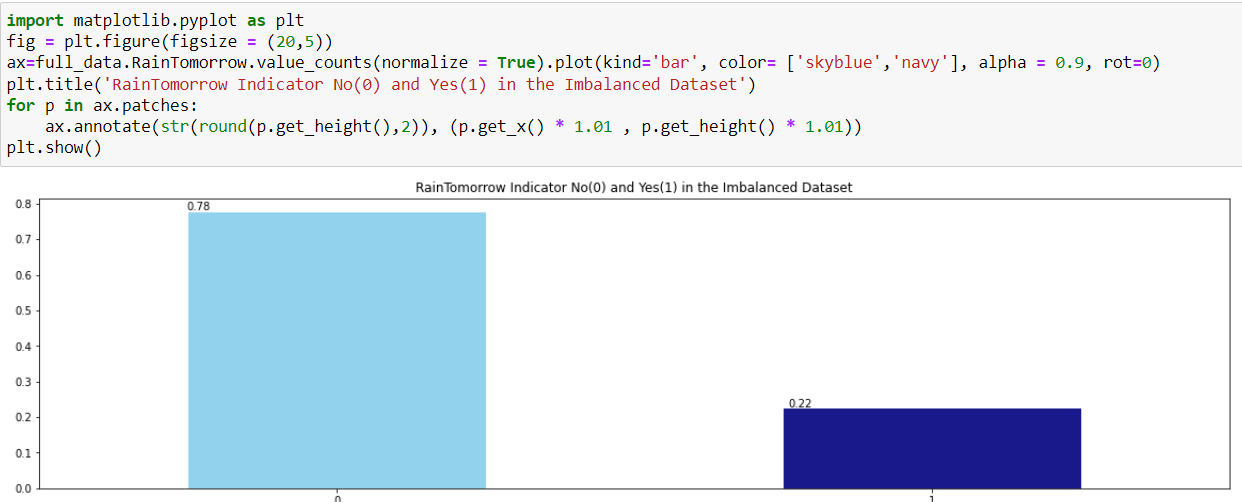 import matplotlib.pyplot as plt
fig = plt.figure(figsize = (20,5))
ax=full_data.RainTomorrow.value_counts(normalize = True).plot(kind='bar', color= ['skyblue','navy'], alpha = 0.9, rot=0)
plt.title('RainTomorrow Indicator No(0) and Yes(1) in the Imbalanced Dataset')
for p in ax.patches:
    ax.annotate(str(round(p.get_height(),2)), (p.get_x() * 1.01 , p.get_height() * 1.01))
plt.show()
RainTomorrow Indicator No(0) and Yes(1) in the Imbalanced Dataset
0.8
0.78
0.7
0.6
0.5
0.4
0.3
0.22
0.2
0.1
0.0
0 1